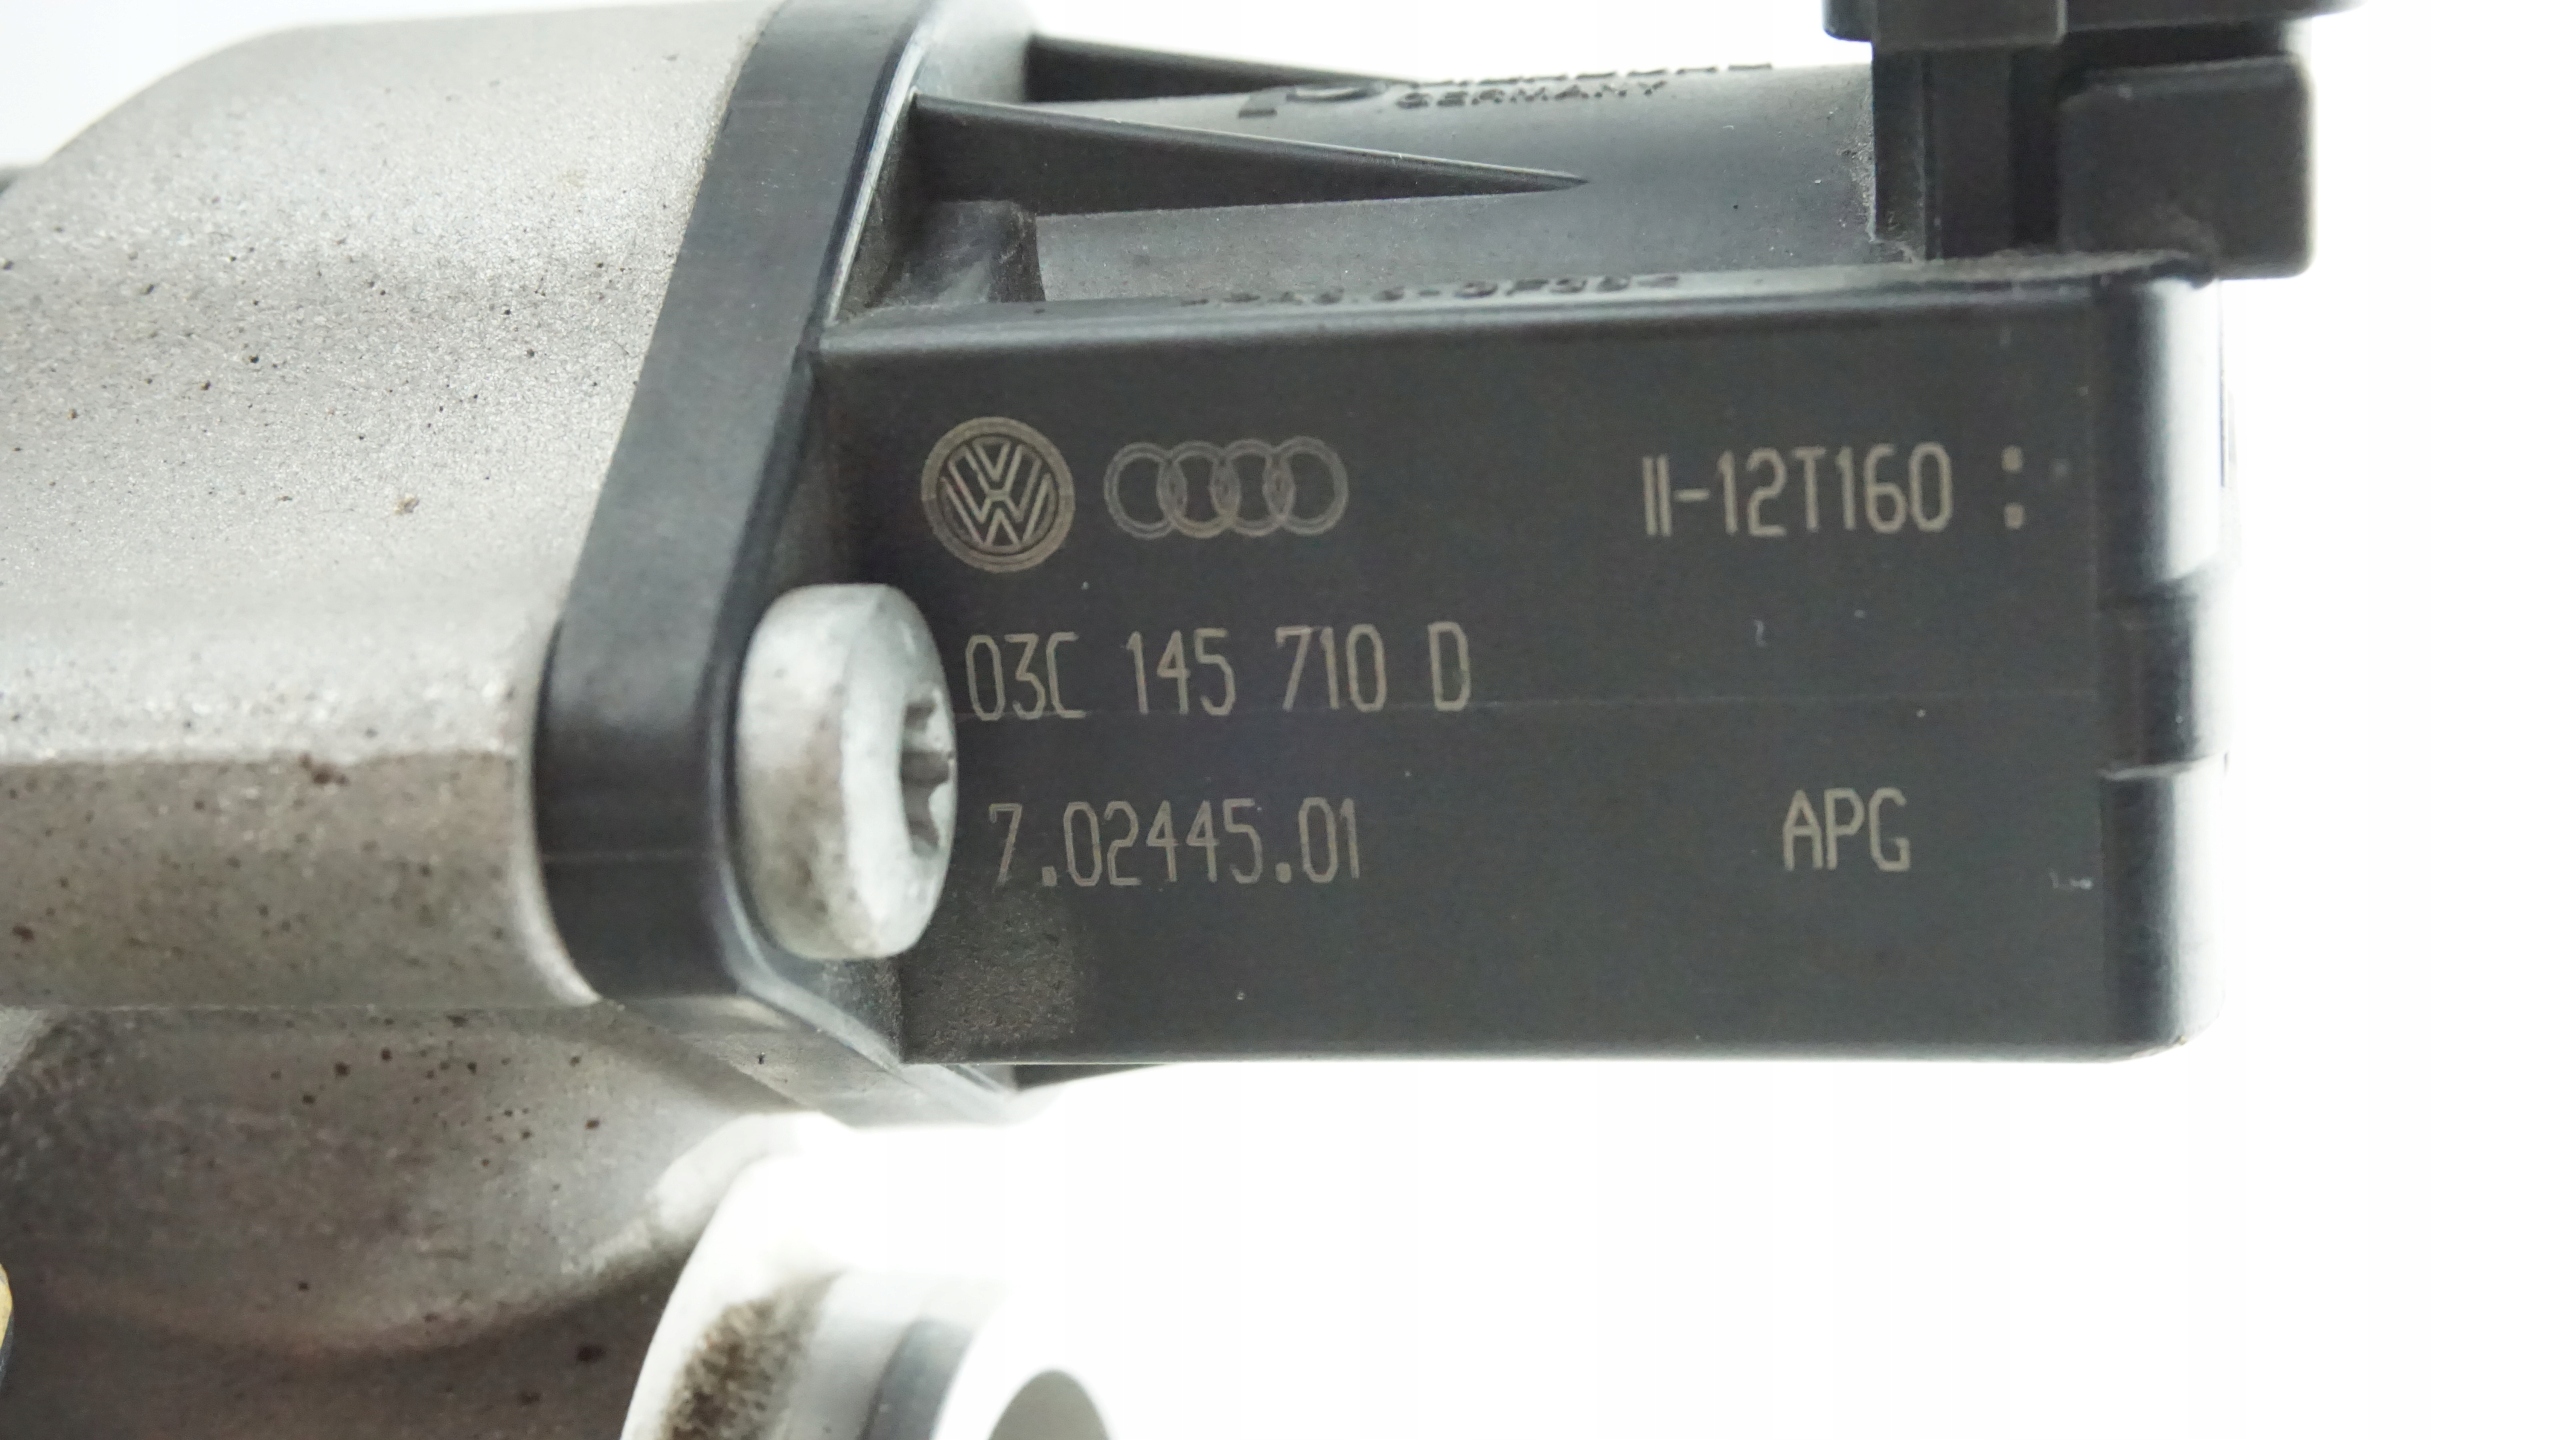 GERMANY
II-12T160 :
03C 145 710 D
7.02445.01
APG